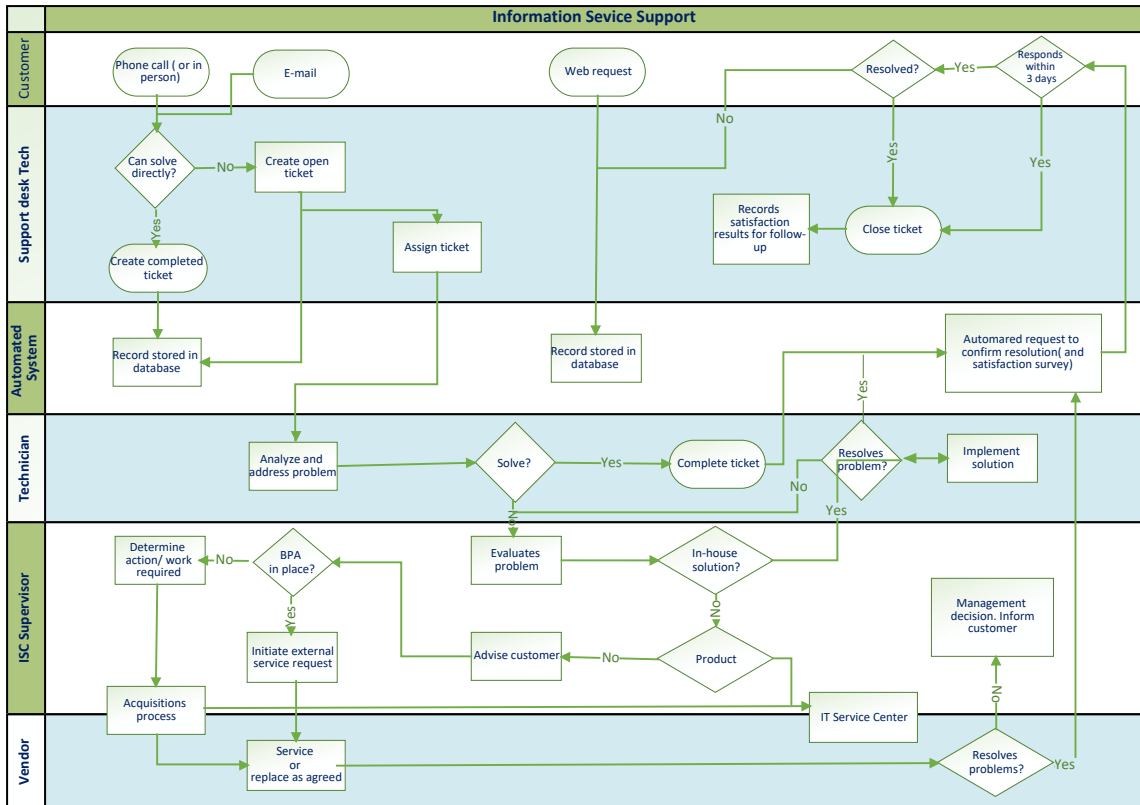 Information Sevice Support
Customer
Phone call ( or in
person)
E-mail
Web request
Resolved?
Yes
Responds
within
3 days
No
Yes
Yes
Support desk Tech
Can solve
directly?
No
Create open
ticket
Yes
Create completed
ticket
Assign ticket
Records
satisfaction
results for follow-
up
Close ticket
Automated
System
Record stored in
database
Record stored in
database
Automared request to
confirm resolution( and
satisfaction survey)
Yes
Technician
Analyze and
address problem
Solve?
Yes
Complete ticket
Resolves
problem?
Implement
solution
No
No
Yes
ISC Supervisor
Determine
action/ work
required
No
BPA
in place?
Yes
Evaluates
problem
In-house
solution?
No
Initiate external
service request
Advise customer
No
Product
Management
decision. Inform
customer
No
Acquisitions
process
IT Service Center
Vendor
Service
or
replace as agreed
Resolves
problems?
Yes